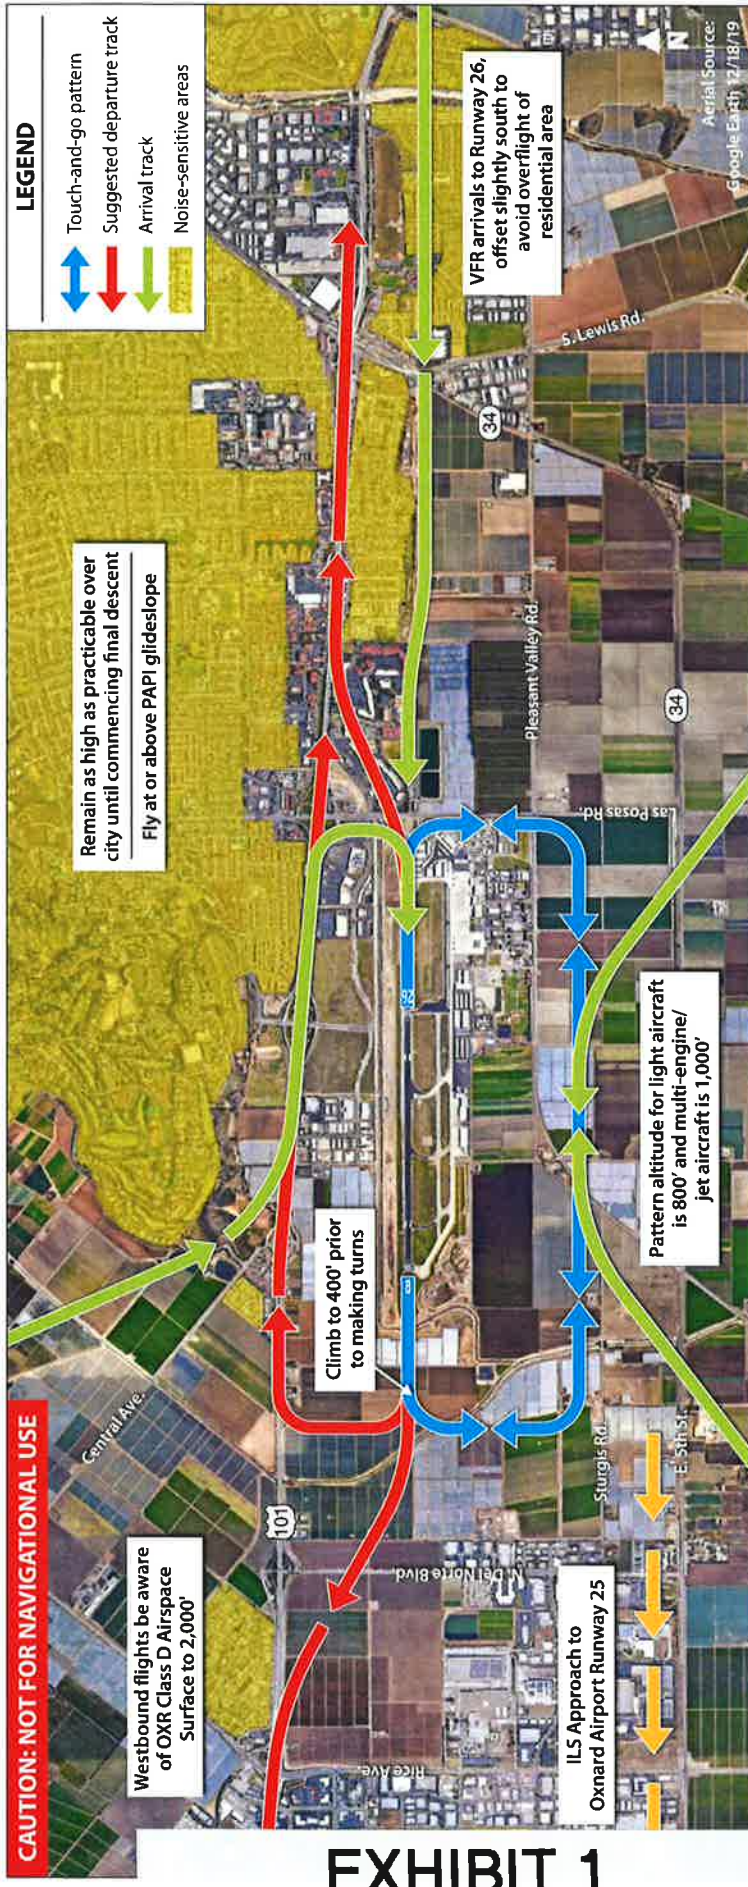 CAUTION: NOT FOR NAVIGATIONAL USE
Westbound flights be aware
of OXR Class D Airspace
Surface to 2,000'
Central Ave.
101
Rice Ave.
N. Del Norte Blvd.
ILS Approach to
Oxnard Airport Runway 25
Sturgis Rd.
E. 5th St.
Climb to 400' prior
to making turns
8
26
Remain as high as practicable over
city until commencing final descent
Fly at or above PAPI glideslope
Pattern altitude for light aircraft
is 800' and multi-engine/
jet aircraft is 1,000'
Las Posas Rd.
Pleasant Valley Rd.
34
34
S. Lewis Rd.
VFR arrivals to Runway 26,
offset slightly south to
avoid overflight of
residential area
LEGEND
Touch-and-go pattern
Suggested departure track
Arrival track
Noise-sensitive areas
N
Aerial Source:
Google Earth 12/18/19
EXHIBIT 1